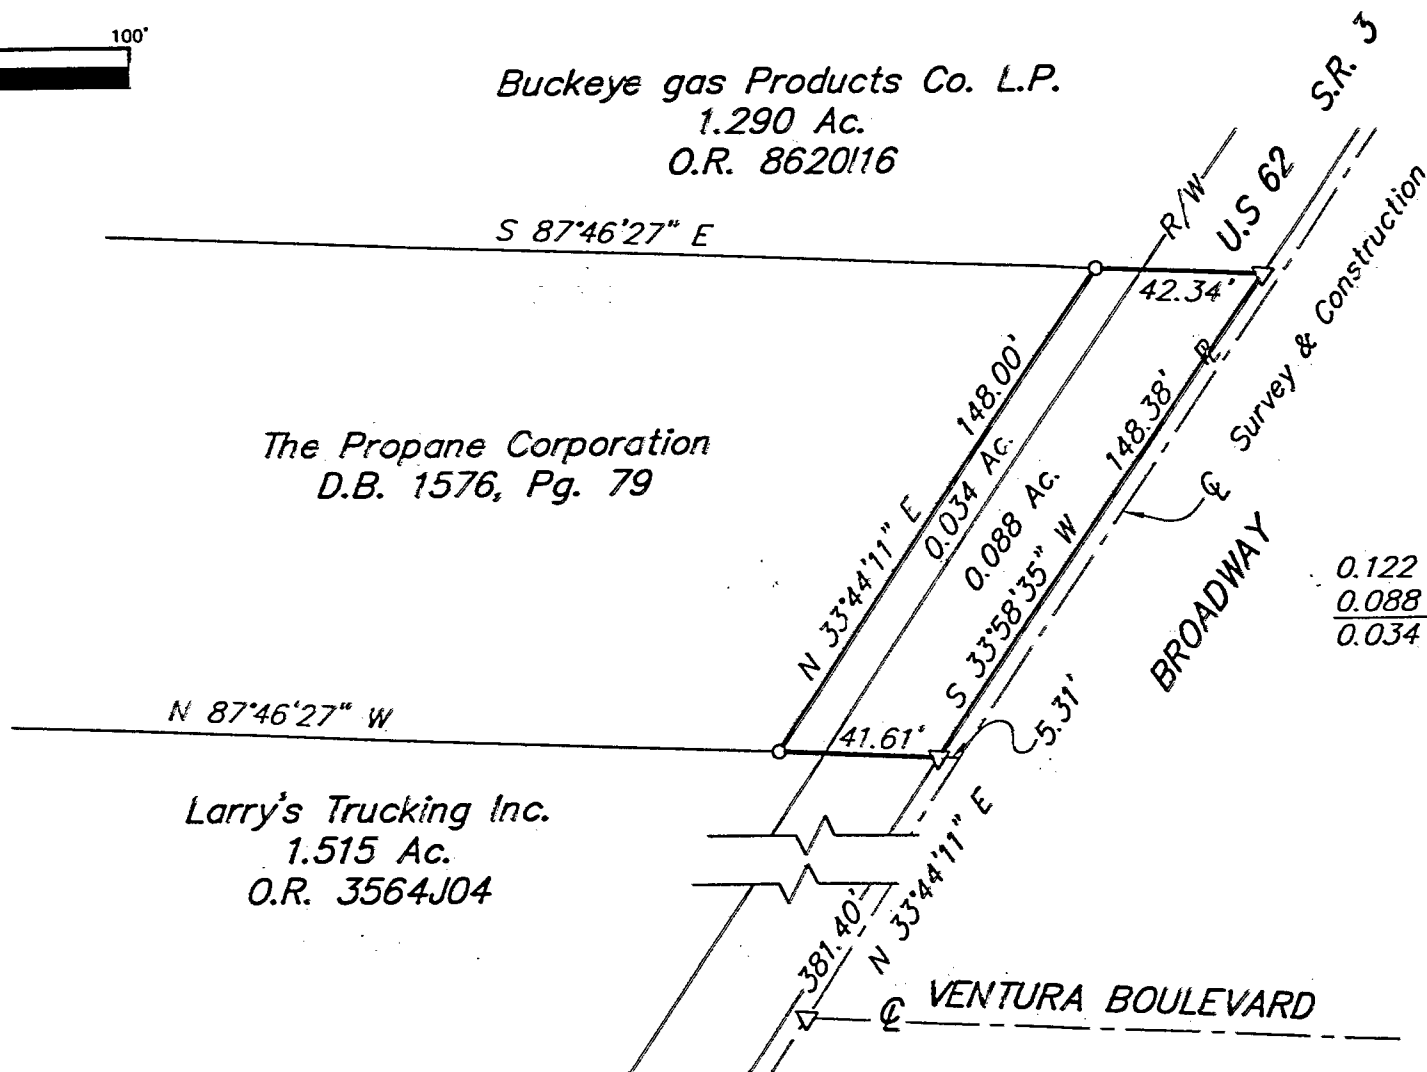 100'
Buckeye gas Products Co. L.P.
1.290 Ac.
O.R. 8620I16
S.R. 3
U.S 62
R/W
S 87°46'27" E
42.34'
Survey & Construction
148.00'
148.38'
The Propane Corporation
D.B. 1576, Pg. 79
0.034 Ac.
0.088 Ac.
N 33°44'11" E
S 33°58'35" W
BROADWAY
0.122
0.088
0.034
N 87°46'27" W
41.61'
5.31'
Larry's Trucking Inc.
1.515 Ac.
O.R. 3564J04
N 33°44'11" E
381.40'
℄ VENTURA BOULEVARD